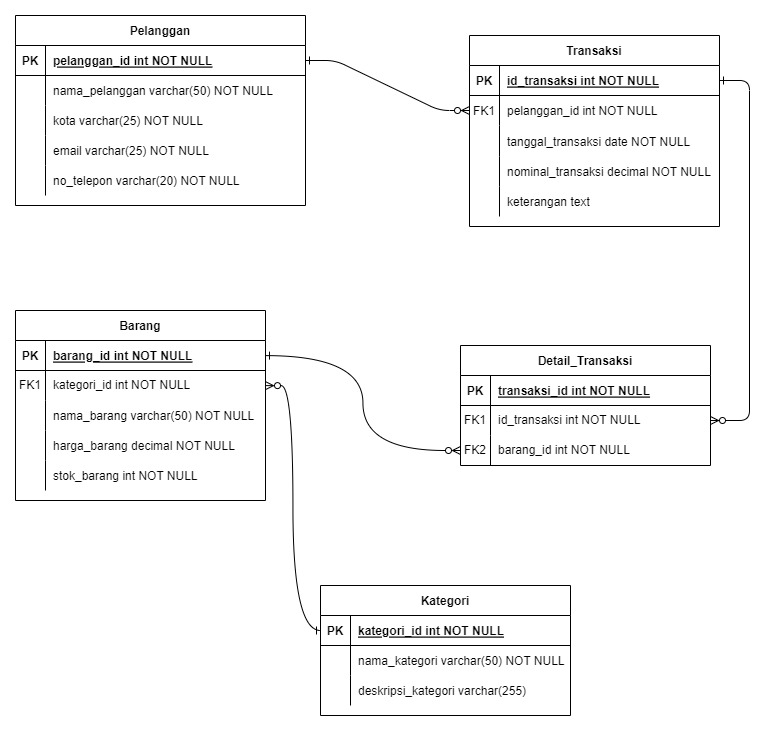 Pelanggan
PK pelanggan_id int NOT NULL
nama_pelanggan varchar(50) NOT NULL
kota varchar(25) NOT NULL
email varchar(25) NOT NULL
no_telepon varchar(20) NOT NULL
Transaksi
PK id_transaksi int NOT NULL
FK1 pelanggan_id int NOT NULL
tanggal_transaksi date NOT NULL
nominal_transaksi decimal NOT NULL
keterangan text
Barang
PK barang_id int NOT NULL
FK1 kategori_id int NOT NULL
nama_barang varchar(50) NOT NULL
harga_barang decimal NOT NULL
stok_barang int NOT NULL
Detail_Transaksi
PK transaksi_id int NOT NULL
FK1 id_transaksi int NOT NULL
FK2 barang_id int NOT NULL
Kategori
PK kategori_id int NOT NULL
nama_kategori varchar(50) NOT NULL
deskripsi_kategori varchar(255)